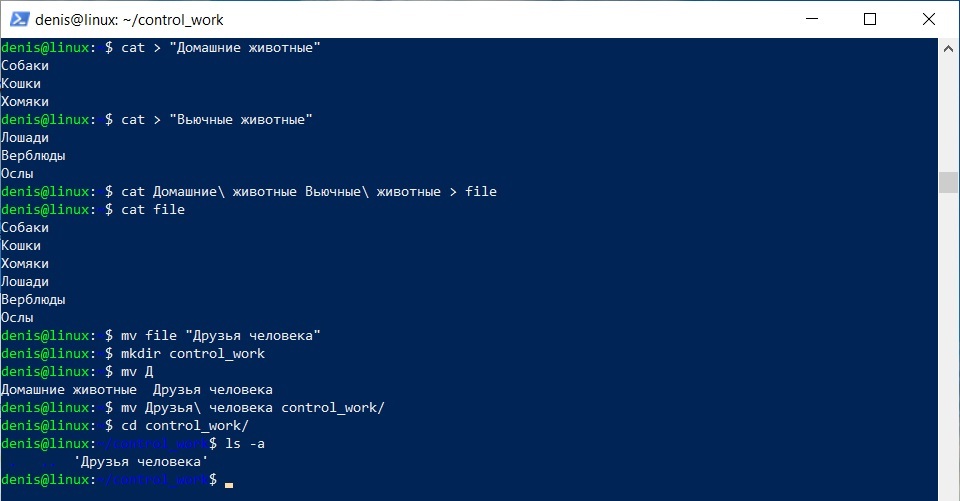 denis@linux: ~/control_work
denis@linux: $ cat > "Домашние животные"
Собаки
Кошки
Хомяки
denis@linux: $ cat > "Вьючные животные"
Лошади
Верблюды
Ослы
denis@linux: $ cat Домашние\ животные Вьючные\ животные > file
denis@linux: $ cat file
Собаки
Кошки
Хомяки
Лошади
Верблюды
Ослы
denis@linux: $ mv file "Друзья человека"
denis@linux: $ mkdir control_work
denis@linux: $ mv Д
Домашние животные  Друзья человека
denis@linux: $ mv Друзья\ человека control_work/
denis@linux: $ cd control_work/
denis@linux:~/control_work$ ls -a
.  ..  'Друзья человека'
denis@linux:~/control_work$